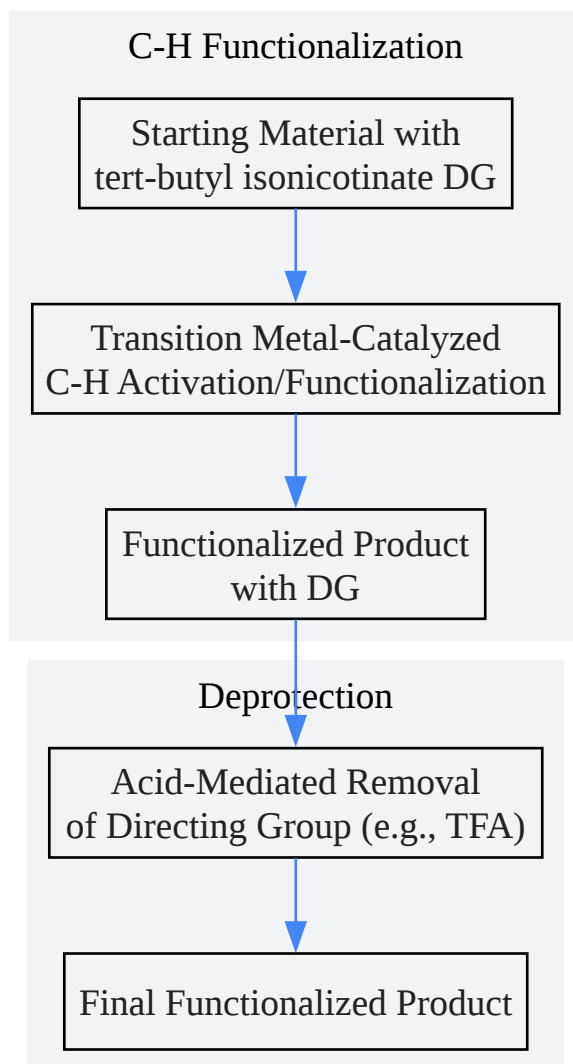 C-H Functionalization
Starting Material with
tert-butyl isonicotinate DG
Transition Metal-Catalyzed
C-H Activation/Functionalization
Functionalized Product
with DG
Deprotection
Acid-Mediated Removal
of Directing Group (e.g., TFA)
Final Functionalized Product